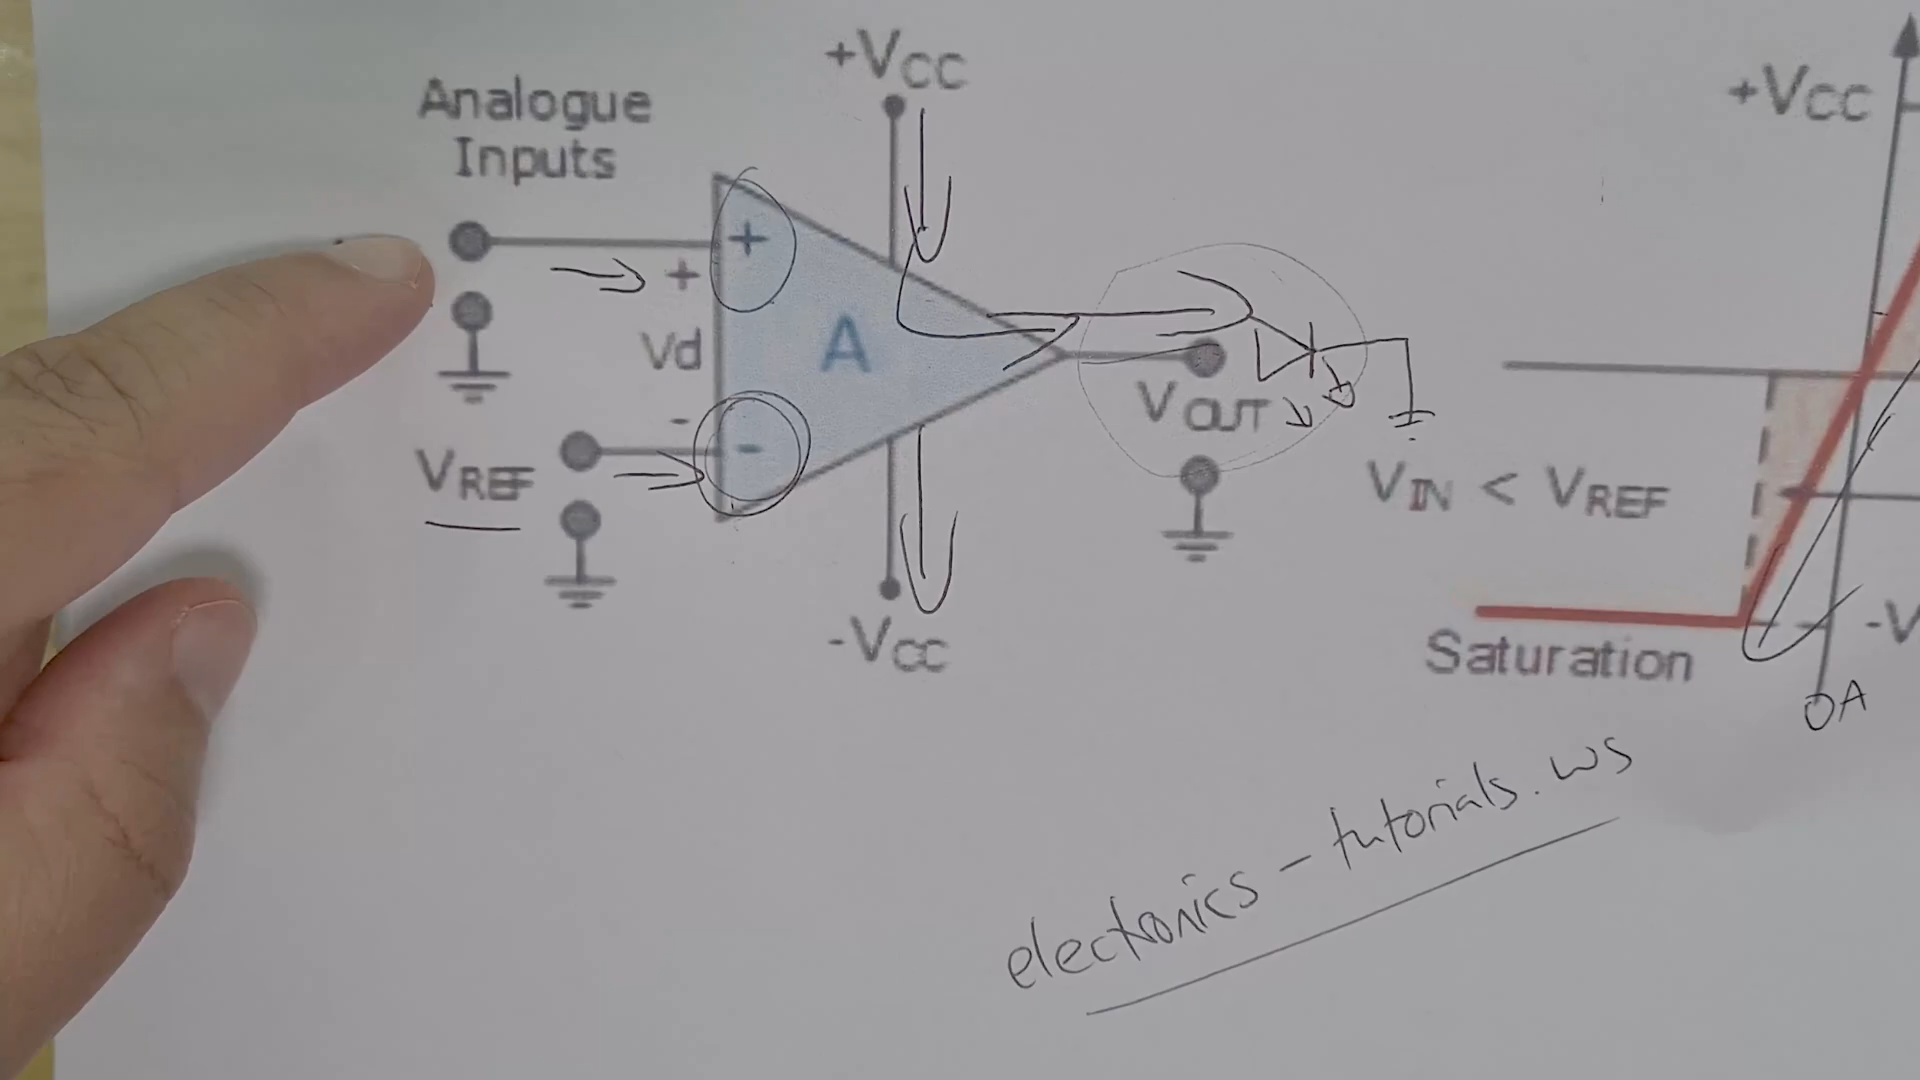 Analogue
Inputs
+VCC
+
+
Vd
A
-
-
VREF
-VCC
VOUT
+VCC
VIN < VREF
Saturation
-V
OA
electronics - tutorials.ws